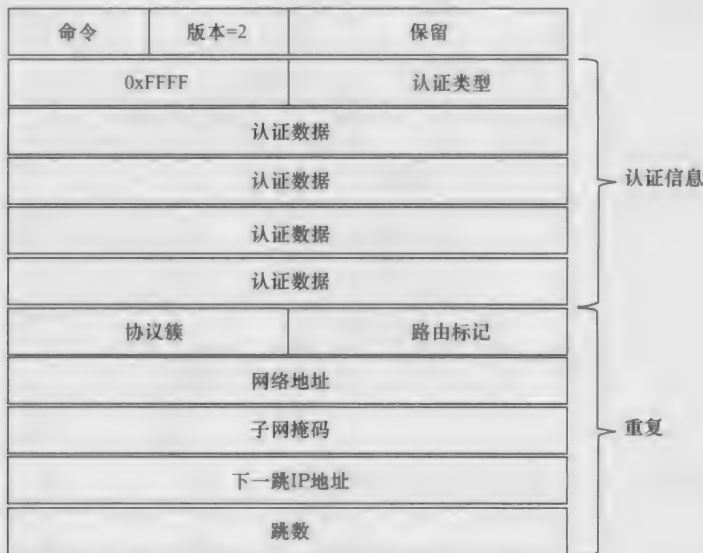 命令 版本=2 保留
0xFFFF 认证类型
认证数据
认证数据
认证信息
认证数据
认证数据
协议簇 路由标记
网络地址
子网掩码
重复
下一跳IP地址
跳数